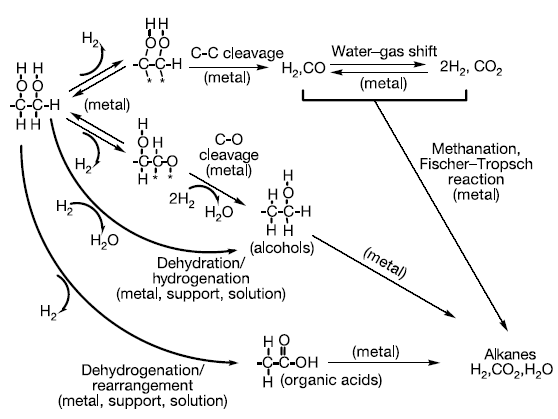 H₂
H H
O O
-C-C-H
* *
C-C cleavage
(metal)
H₂,CO
Water–gas shift
(metal)
2H₂, CO₂
H H
O O
-C-C-H
H H
(metal)
H₂
H
O H
C-C-O
H * *
C-O
cleavage
(metal)
2H₂
H₂O
Methanation,
Fischer–Tropsch
reaction
(metal)
H₂
H₂O
H
H O
-C-C-H
H H
(alcohols)
Dehydration/
hydrogenation
(metal, support, solution)
(metal)
H₂
Dehydrogenation/
rearrangement
(metal, support, solution)
H O
-C-C-OH
H (organic acids)
(metal)
Alkanes
H₂,CO₂,H₂O